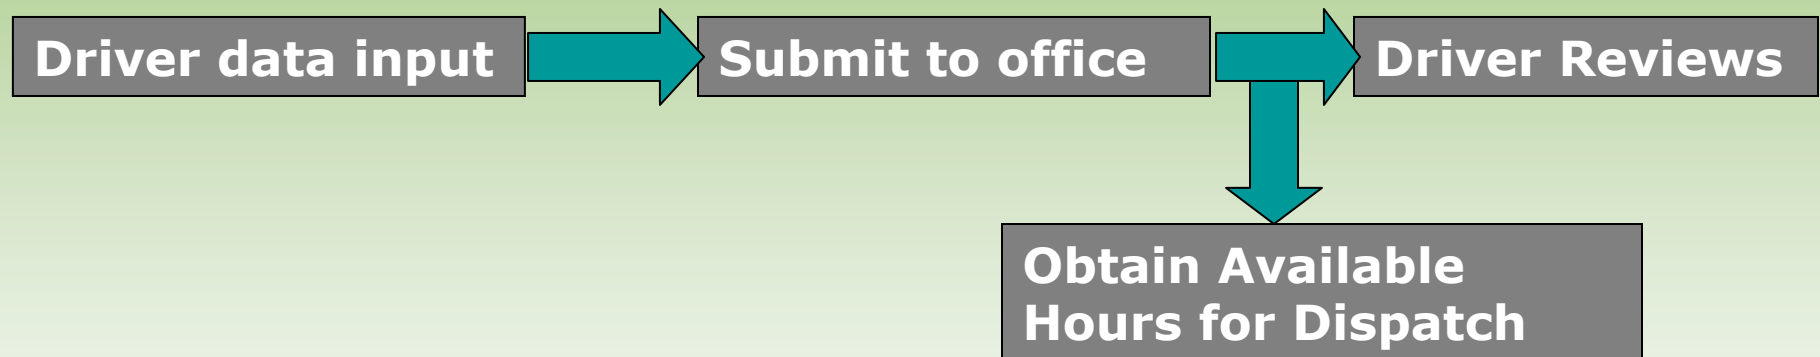 Driver data input
Submit to office
Driver Reviews
Obtain Available
Hours for Dispatch